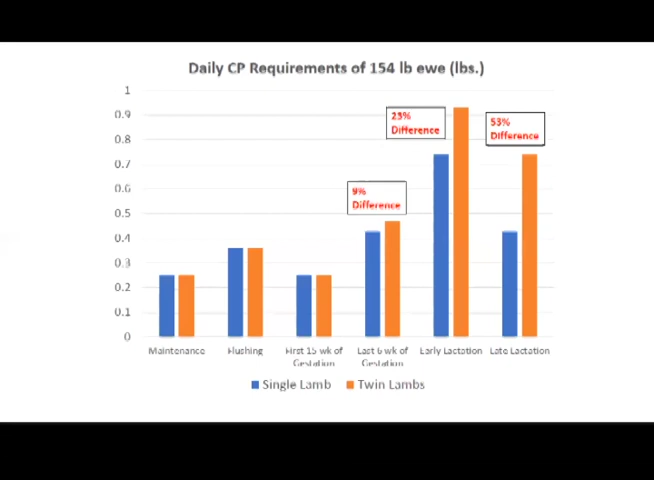 Daily CP Requirements of 154 lb ewe (lbs.)
1
0.9
0.8
0.7
0.6
0.5
0.4
0.3
0.2
0.1
0
9%
Difference
23%
Difference
53%
Difference
Maintenance
Flushing
First 15 wk of
Gestation
Last 6 wk of
Gestation
Early Lactation
Late Lactation
Single Lamb
Twin Lambs